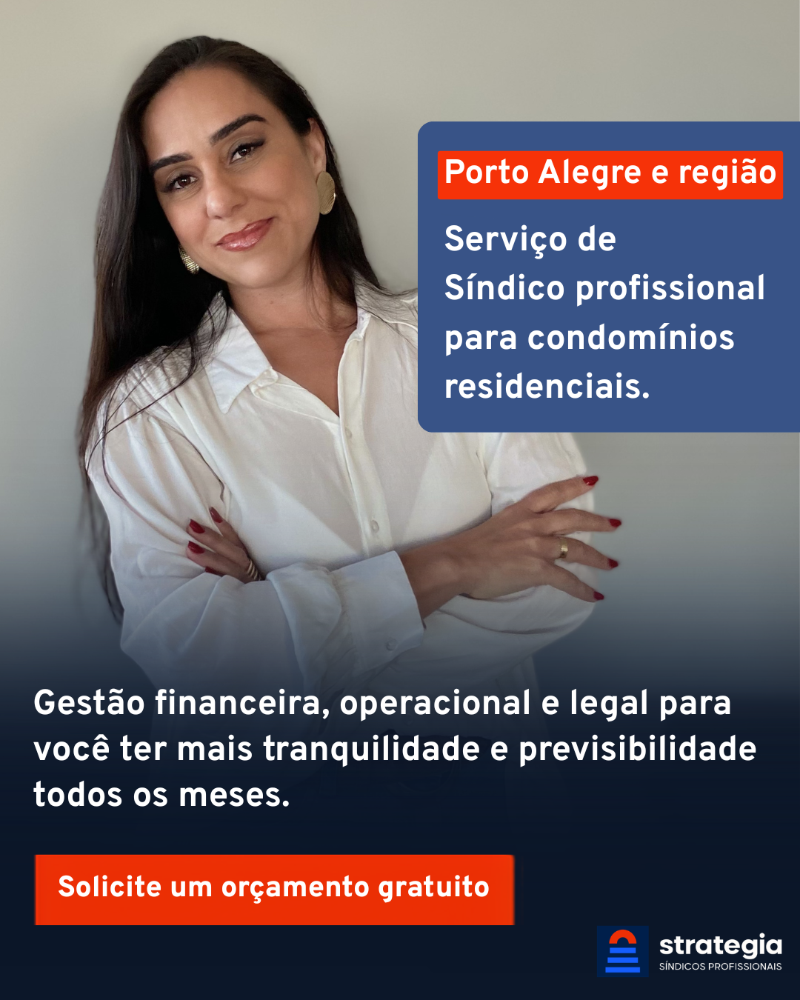 Porto Alegre e região
Serviço de
Síndico profissional
para condomínios
residenciais.
Gestão financeira, operacional e legal para
você ter mais tranquilidade e previsibilidade
todos os meses.
Solicite um orçamento gratuito
strategia
SÍNDICOS PROFISSIONAIS